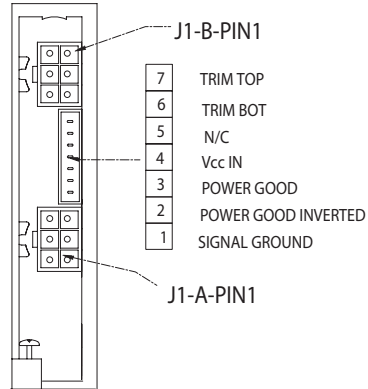 J1-B-PIN1
7 TRIM TOP
6 TRIM BOT
5 N/C
4 Vcc IN
3 POWER GOOD
2 POWER GOOD INVERTED
1 SIGNAL GROUND
J1-A-PIN1